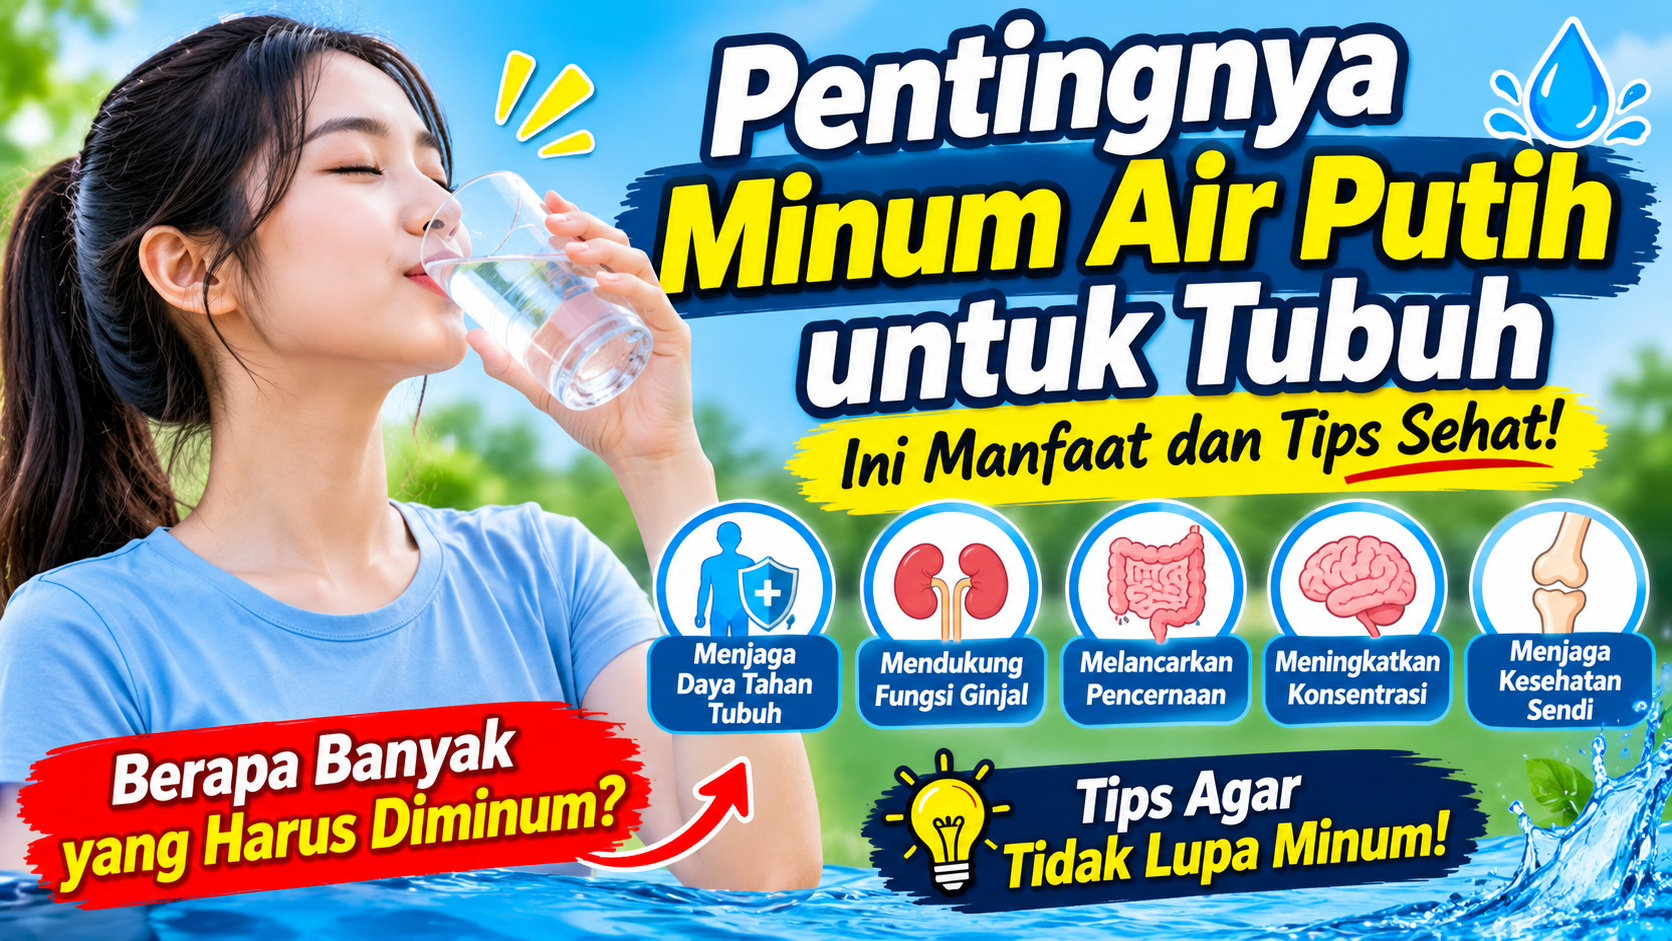 Pentingnya
Minum Air Putih
untuk Tubuh
Ini Manfaat dan Tips Sehat!
Menjaga
Daya Tahan
Tubuh
Mendukung
Fungsi Ginjal
Melancarkan
Pencernaan
Meningkatkan
Konsentrasi
Menjaga
Kesehatan
Sendi
Berapa Banyak
yang Harus Diminum?
Tips Agar
Tidak Lupa Minum!